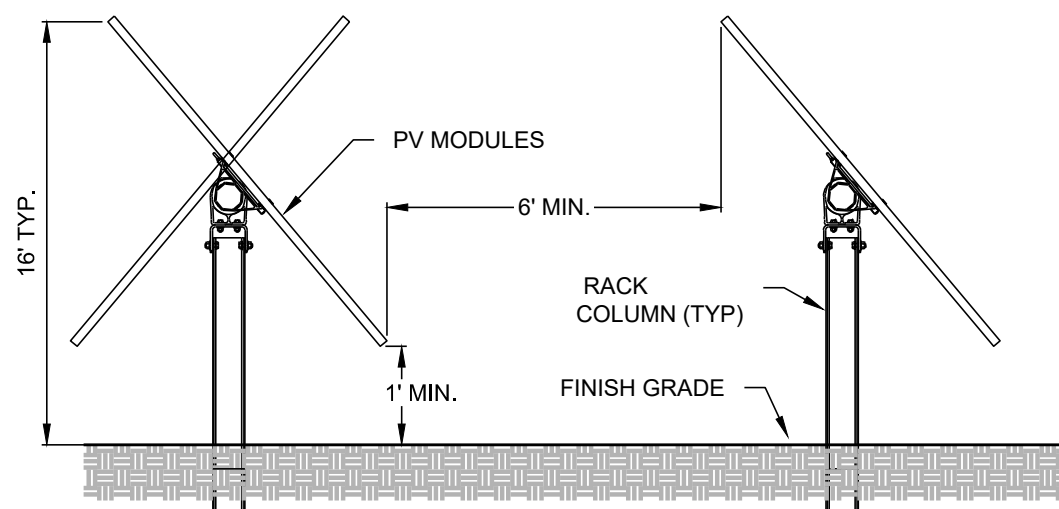 PV MODULES
6' MIN.
16' TYP.
RACK
COLUMN (TYP)
1' MIN.
FINISH GRADE